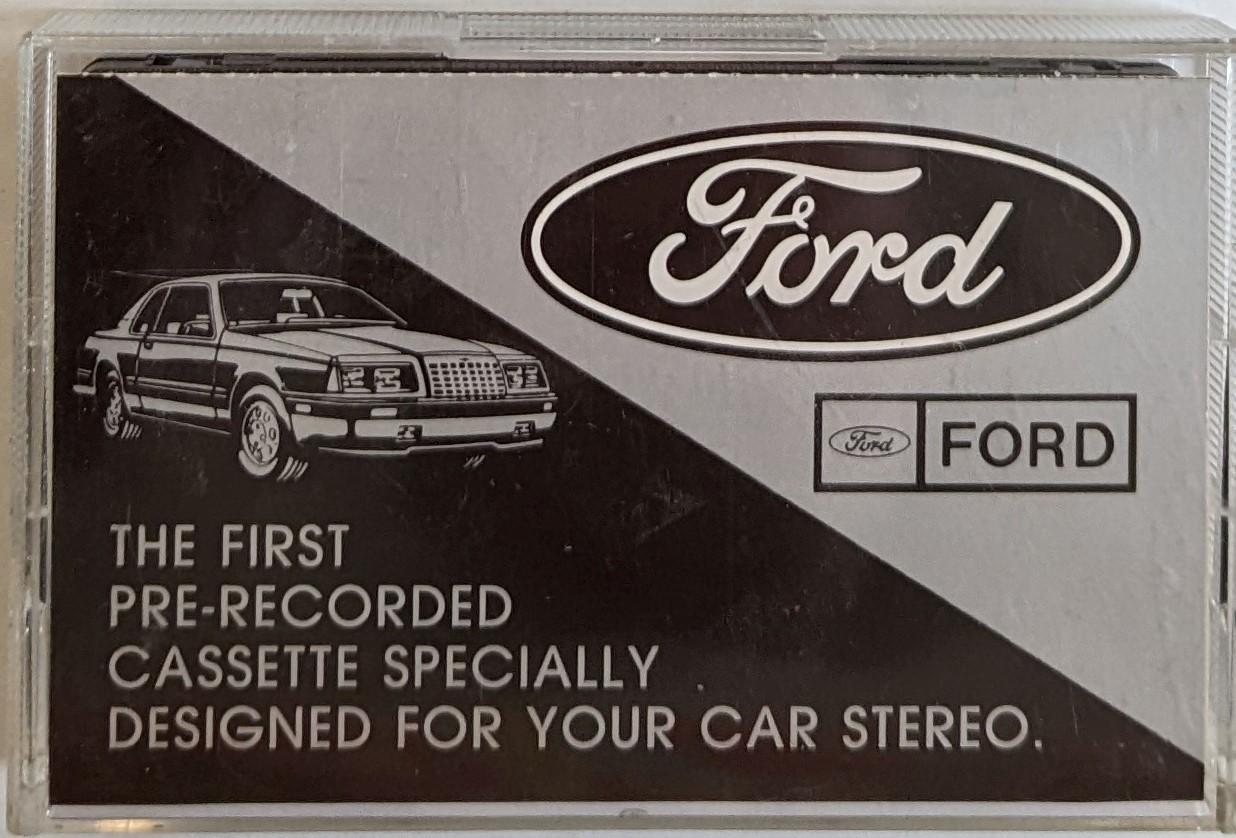 Ford
Ford FORD
THE FIRST
PRE-RECORDED
CASSETTE SPECIALLY
DESIGNED FOR YOUR CAR STEREO.